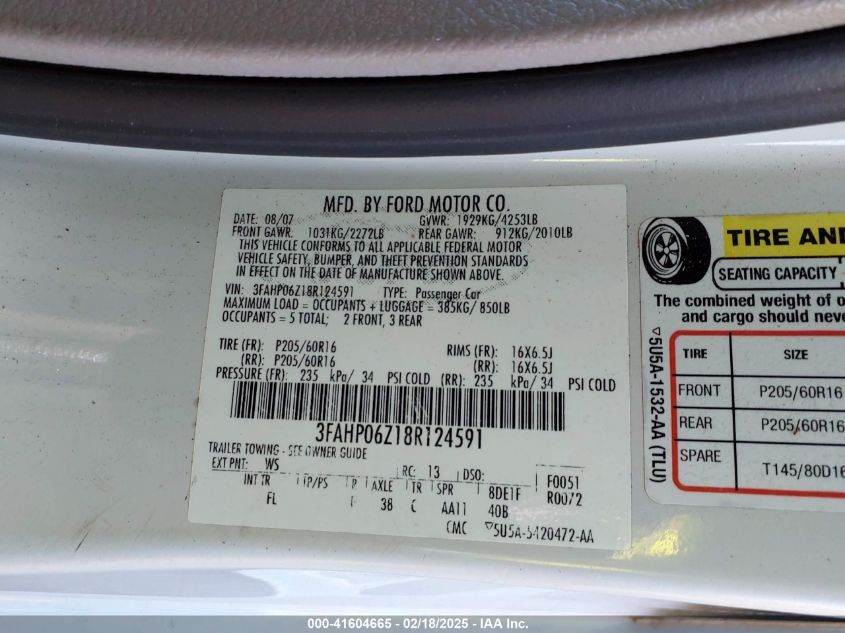 MFD. BY FORD MOTOR CO.
DATE: 08/07 GVWR: 1929KG/4253LB
FRONT GAWR: 1031KG/2272LB REAR GAWR: 912KG/2010LB
THIS VEHICLE CONFORMS TO ALL APPLICABLE FEDERAL MOTOR
VEHICLE SAFETY, BUMPER, AND THEFT PREVENTION STANDARDS
IN EFFECT ON THE DATE OF MANUFACTURE SHOWN ABOVE.
VIN: 3FAHP06Z18R124591 TYPE: Passenger Car
MAXIMUM LOAD = OCCUPANTS + LUGGAGE = 385KG/ 850LB
OCCUPANTS = 5 TOTAL; 2 FRONT, 3 REAR
TIRE (FR): P205/60R16 RIMS (FR): 16X6.5J
(RR): P205/60R16 (RR): 16X6.5J
PRESSURE (FR): 235 kPa/ 34 PSI COLD (RR): 235 kPa/ 34 PSI COLD
3FAHP06Z18R124591
TRAILER TOWING - SEE OWNER GUIDE
EXT PNT: WS RC: 13 DSO: F0051
INT TR TP/PS R AXLE TR SPR 8DE1F R0072
FL 38 C AA11 40B
CMC ▽5U5A-5420472-AA
TIRE AND
SEATING CAPACITY
The combined weight of o
and cargo should neve
TIRE SIZE
FRONT P205/60R16
REAR P205/60R16
SPARE T145/80D16
▽5U5A-1532-AA (TLU)
000-41604665 - 02/18/2025 - IAA Inc.